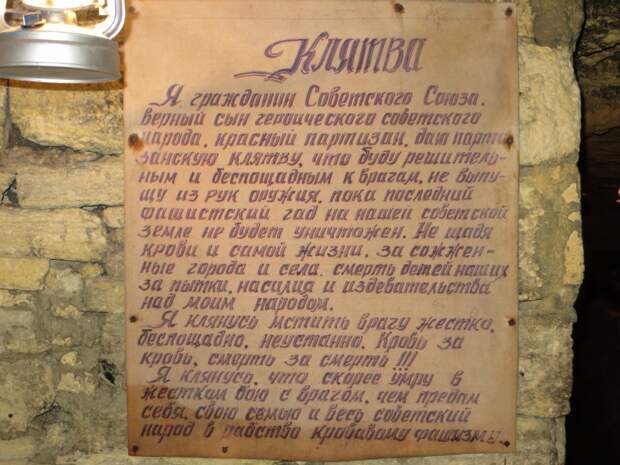 Клятва
Я гражданин Советского Союза,
верный сын героического советского
народа, красный партизан, даю парти
занскую клятву, что буду решитель-
ным и беспощадным к врагам, не выпу-
щу из рук оружия, пока последний
фашистский гад на нашей советской
земле не будет уничтожен. Не щадя
крови и самой жизни, за сожжен-
ные города и села, смерть детей наших
за пытки, насилия и издевательства
над моим народом.
Я клянусь мстить врагу жестко,
беспощадно, неустанно. Кровь за
кровь, смерть за смерть !!!
Я клянусь, что скорее умру в
жестком бою с врагом, чем предам
себя, свою семью и весь советский
народ в рабство кровавому фашизму.